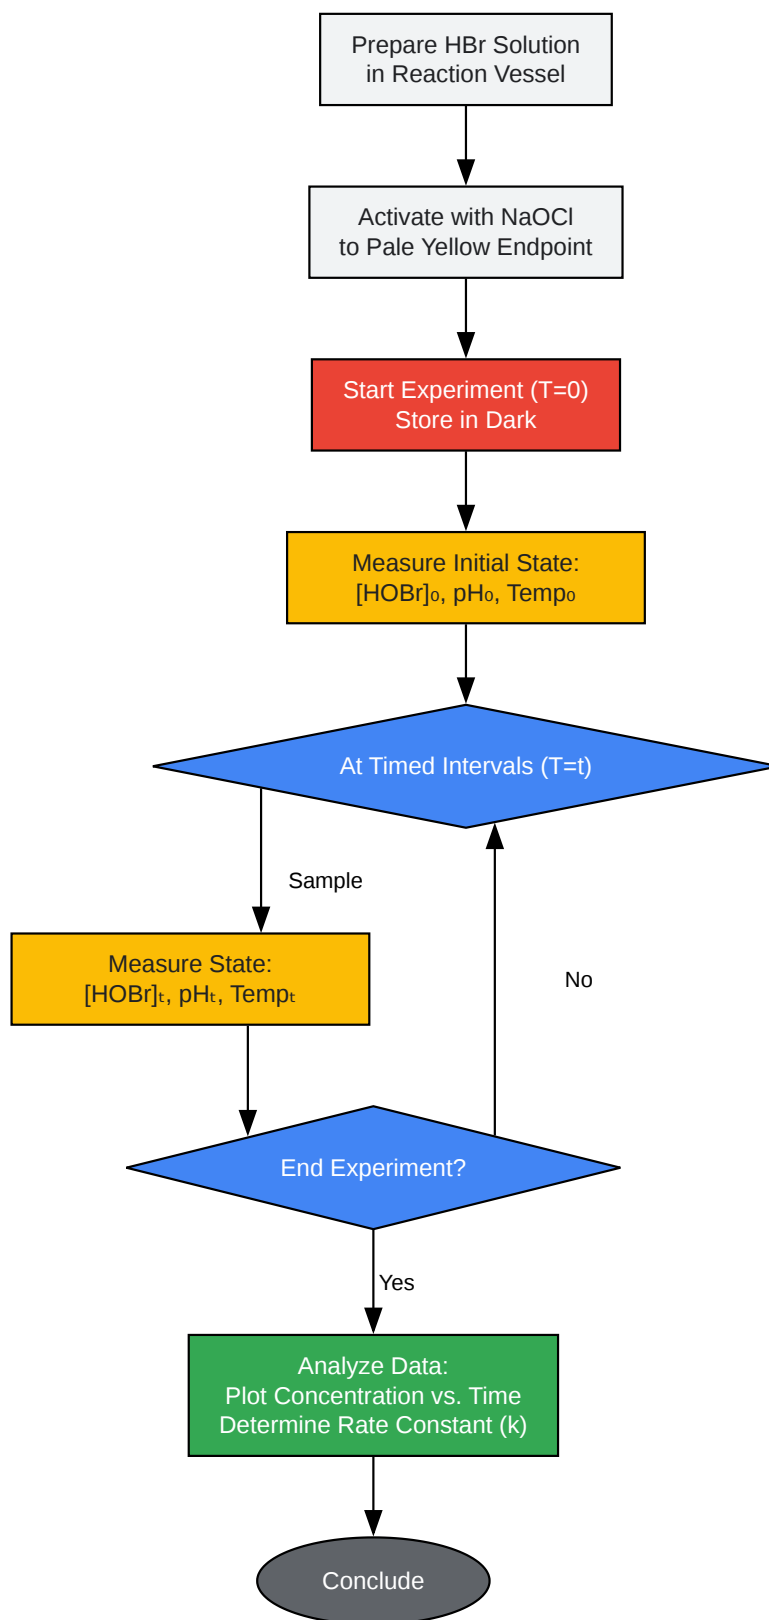 Prepare HBr Solution
in Reaction Vessel
Activate with NaOCl
to Pale Yellow Endpoint
Start Experiment (T=0)
Store in Dark
Measure Initial State:
[HOBr]₀, pH₀, Temp₀
At Timed Intervals (T=t)
Sample
Measure State:
[HOBr]ₜ, pHₜ, Tempₜ
No
End Experiment?
Yes
Analyze Data:
Plot Concentration vs. Time
Determine Rate Constant (k)
Conclude